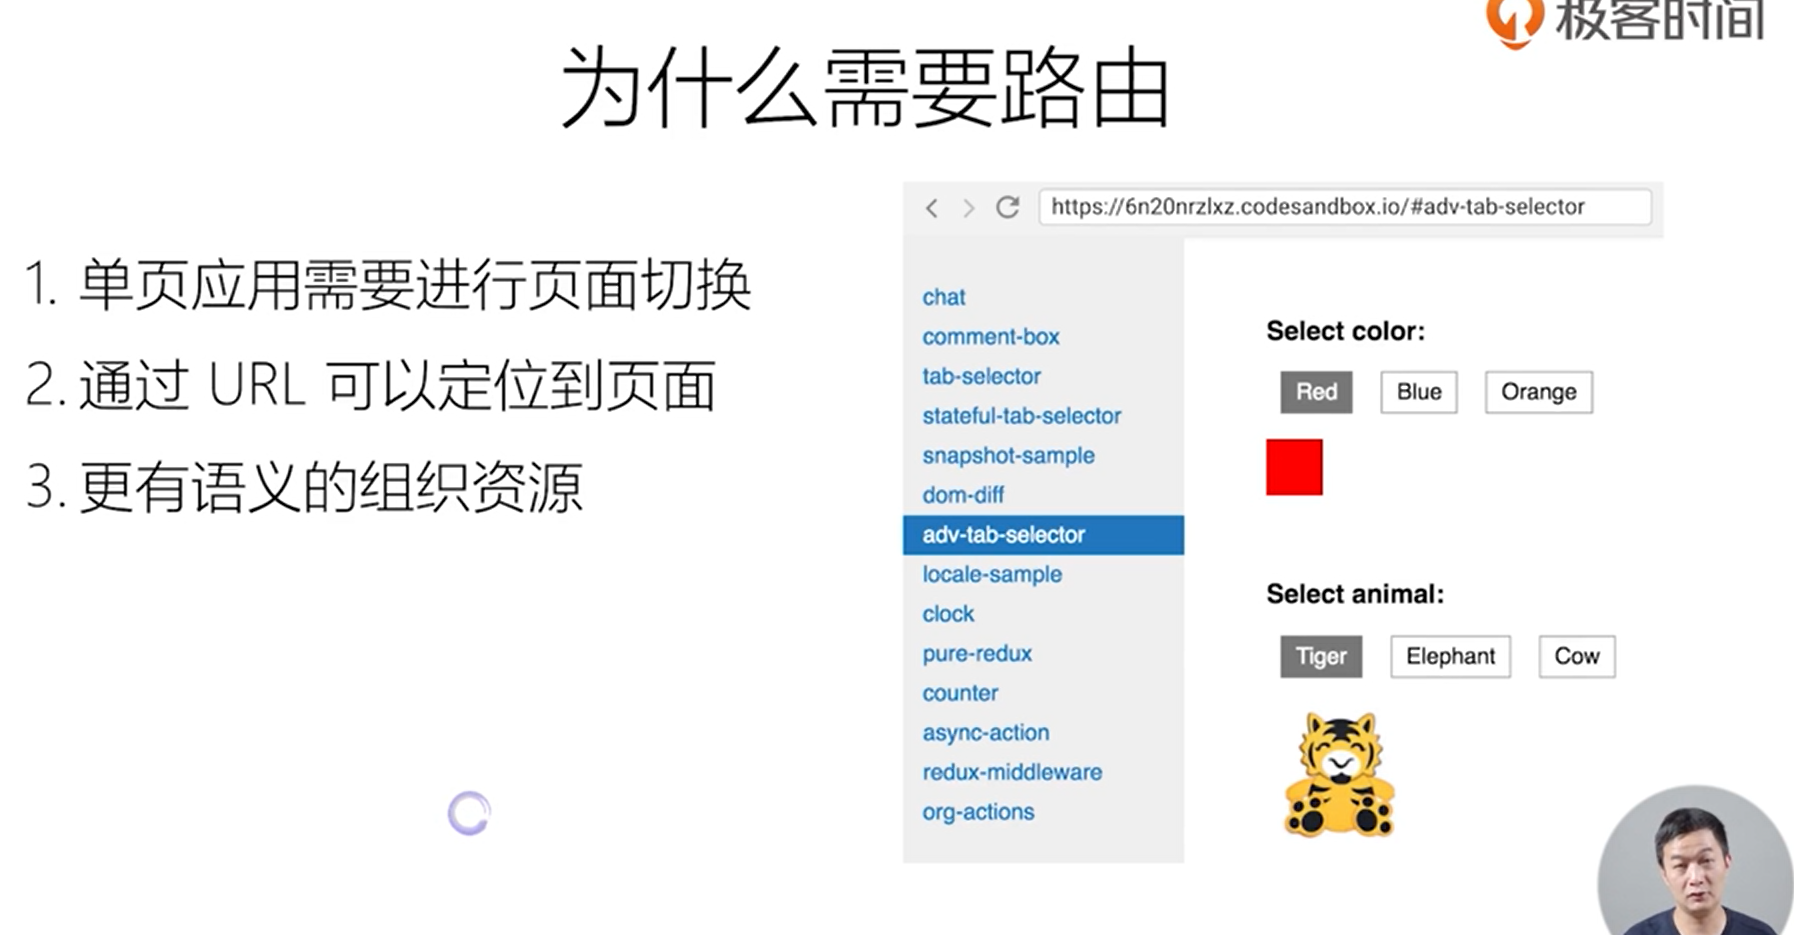 极客时间
为什么需要路由
1. 单页应用需要进行页面切换
2. 通过 URL 可以定位到页面
3. 更有语义的组织资源
https://6n20nrzlxz.codesandbox.io/#adv-tab-selector
chat
comment-box
tab-selector
stateful-tab-selector
snapshot-sample
dom-diff
adv-tab-selector
locale-sample
clock
pure-redux
counter
async-action
redux-middleware
org-actions
Select color:
Red Blue Orange
Select animal:
Tiger Elephant Cow